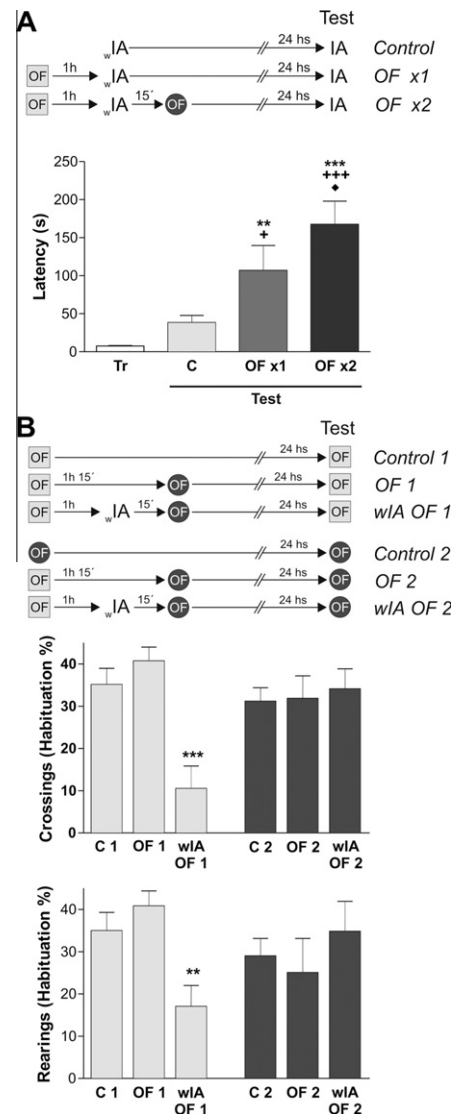 A
Test
wIA 24 hs IA Control
OF 1h wIA 24 hs IA OF x1
OF 1h wIA 15´ OF 24 hs IA OF x2
Latency (s)
250
200
150
100
50
0
**
+
***
+++
◆
Tr C OF x1 OF x2
Test
B
Test
OF 24 hs OF Control 1
OF 1h 15´ OF 24 hs OF OF 1
OF 1h wIA 15´ OF 24 hs OF wIA OF 1
OF 24 hs OF Control 2
OF 1h 15´ OF 24 hs OF OF 2
OF 1h wIA 15´ OF 24 hs OF wIA OF 2
Crossings (Habituation %)
40
30
20
10
0
***
C 1 OF 1 wIA C 2 OF 2 wIA
OF 1 OF 2
Rearings (Habituation %)
40
30
20
10
0
**
C 1 OF 1 wIA C 2 OF 2 wIA
OF 1 OF 2